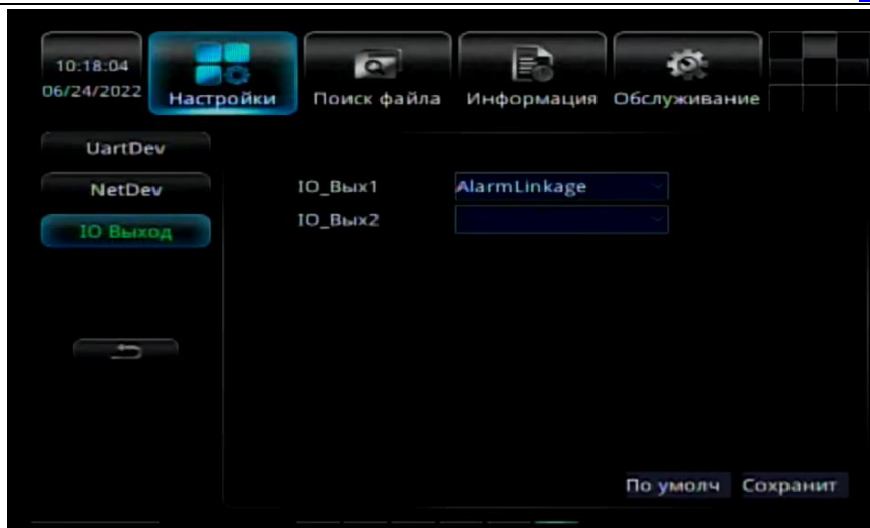 10:18:04
06/24/2022
Настройки
Поиск файла
Информация
Обслуживание
UartDev
NetDev
IO Выход
IO_Вых1
AlarmLinkage
IO_Вых2
По умолч
Сохранит